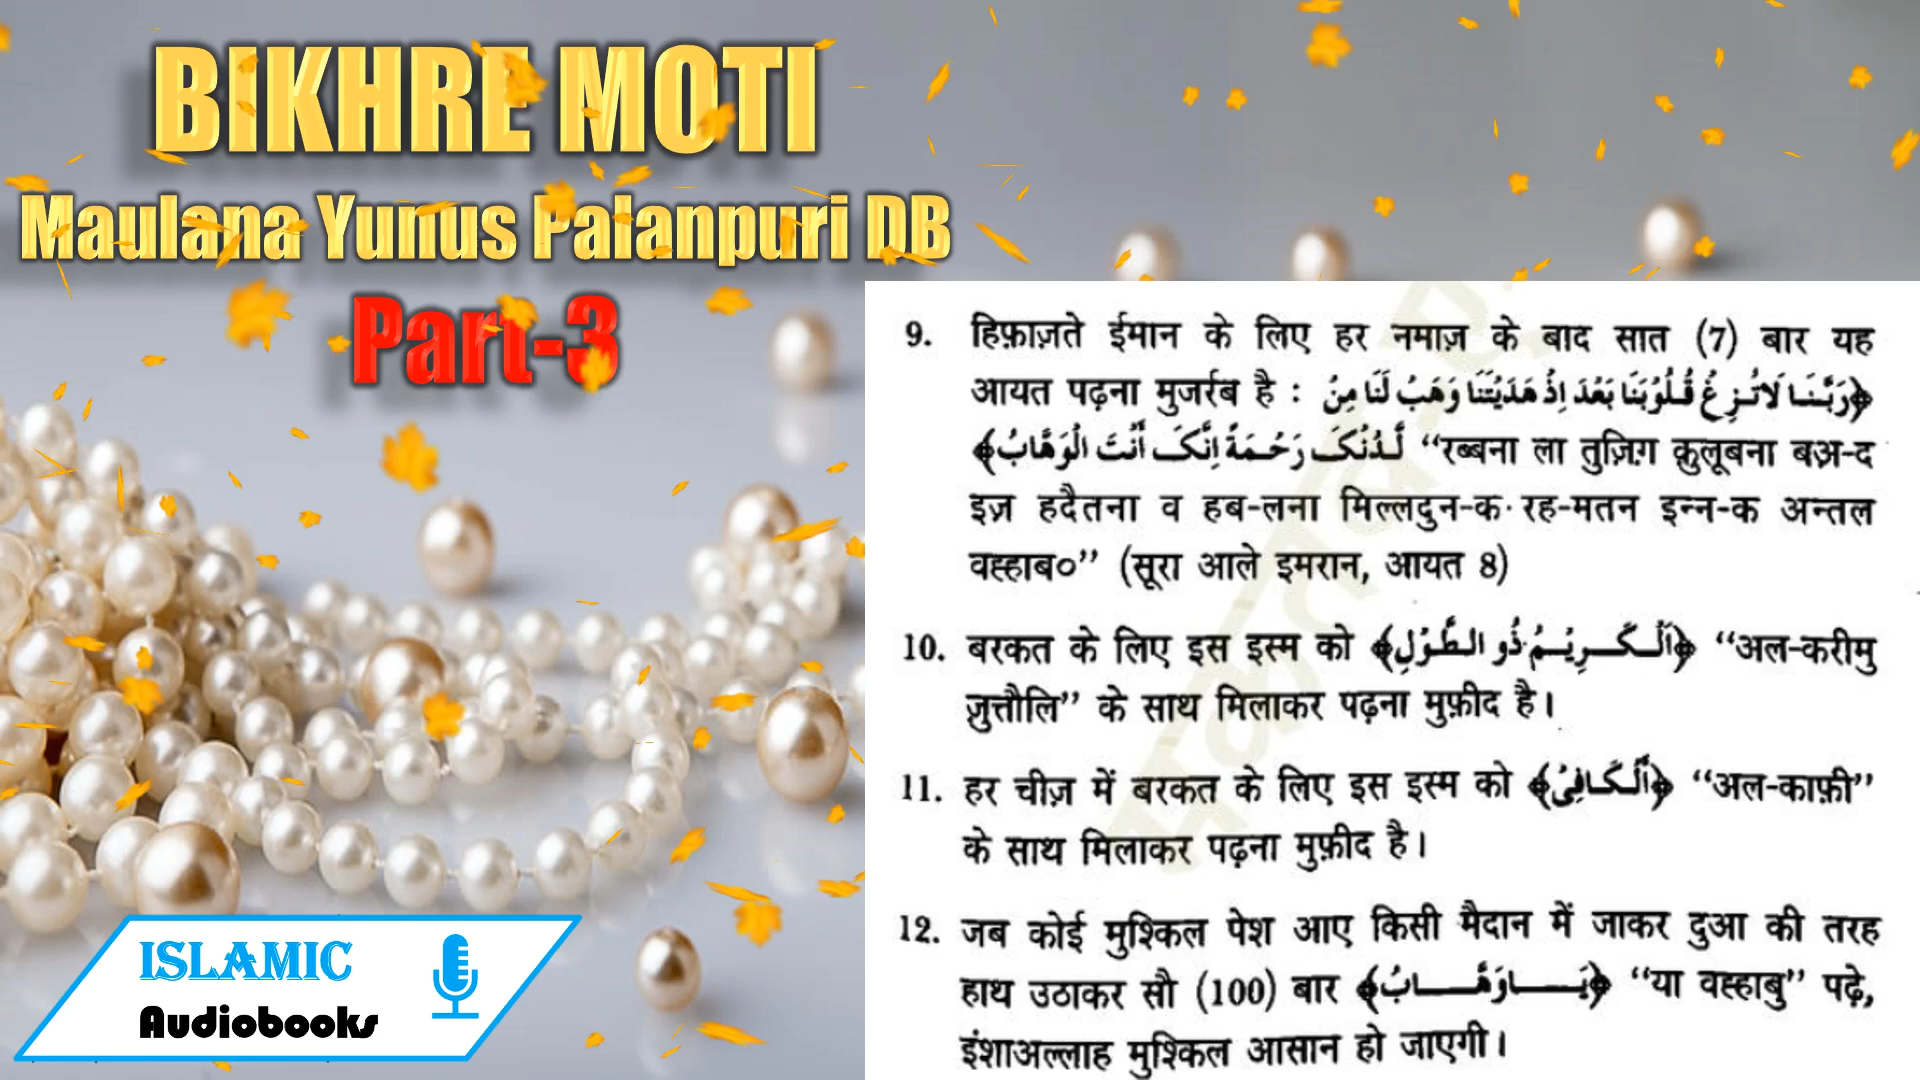 BIKHRE MOTI
Maulana Yunus Palanpuri DB
Part-3
9. हिफ़ाज़ते ईमान के लिए हर नमाज़ के बाद सात (7) बार यह
आयत पढ़ना मुजर्रब है : ﴿رَبَّنَا لَاتُزِغْ قُلُوْبَنَا بَعْدَ اِذْ هَدَيْتَنَا وَهَبْ لَنَا مِنْ
لَّدُنْکَ رَحْمَةً اِنَّکَ أَنْتَ الْوَهَّابُ﴾ “रब्बना ला तुज़िग़ क़ुलूबना बअ़-द
इज़ हदैतना व हब-लना मिल्लदुन-क रह-मतन इन्न-क अन्तल
वह्हाब०” (सूरा आले इमरान, आयत 8)
10. बरकत के लिए इस इस्म को ﴿اَلْکَرِيْمُ ذُو الطَّوْلِ﴾ “अल-करीमु
ज़ुत्तौलि” के साथ मिलाकर पढ़ना मुफ़ीद है।
11. हर चीज़ में बरकत के लिए इस इस्म को ﴿اَلْکَافِیْ﴾ “अल-काफ़ी”
के साथ मिलाकर पढ़ना मुफ़ीद है।
12. जब कोई मुश्किल पेश आए किसी मैदान में जाकर दुआ की तरह
हाथ उठाकर सौ (100) बार ﴿يَاوَهَّابُ﴾ “या वह्हाबु” पढ़े,
इंशाअल्लाह मुश्किल आसान हो जाएगी।
ISLAMIC
Audiobooks